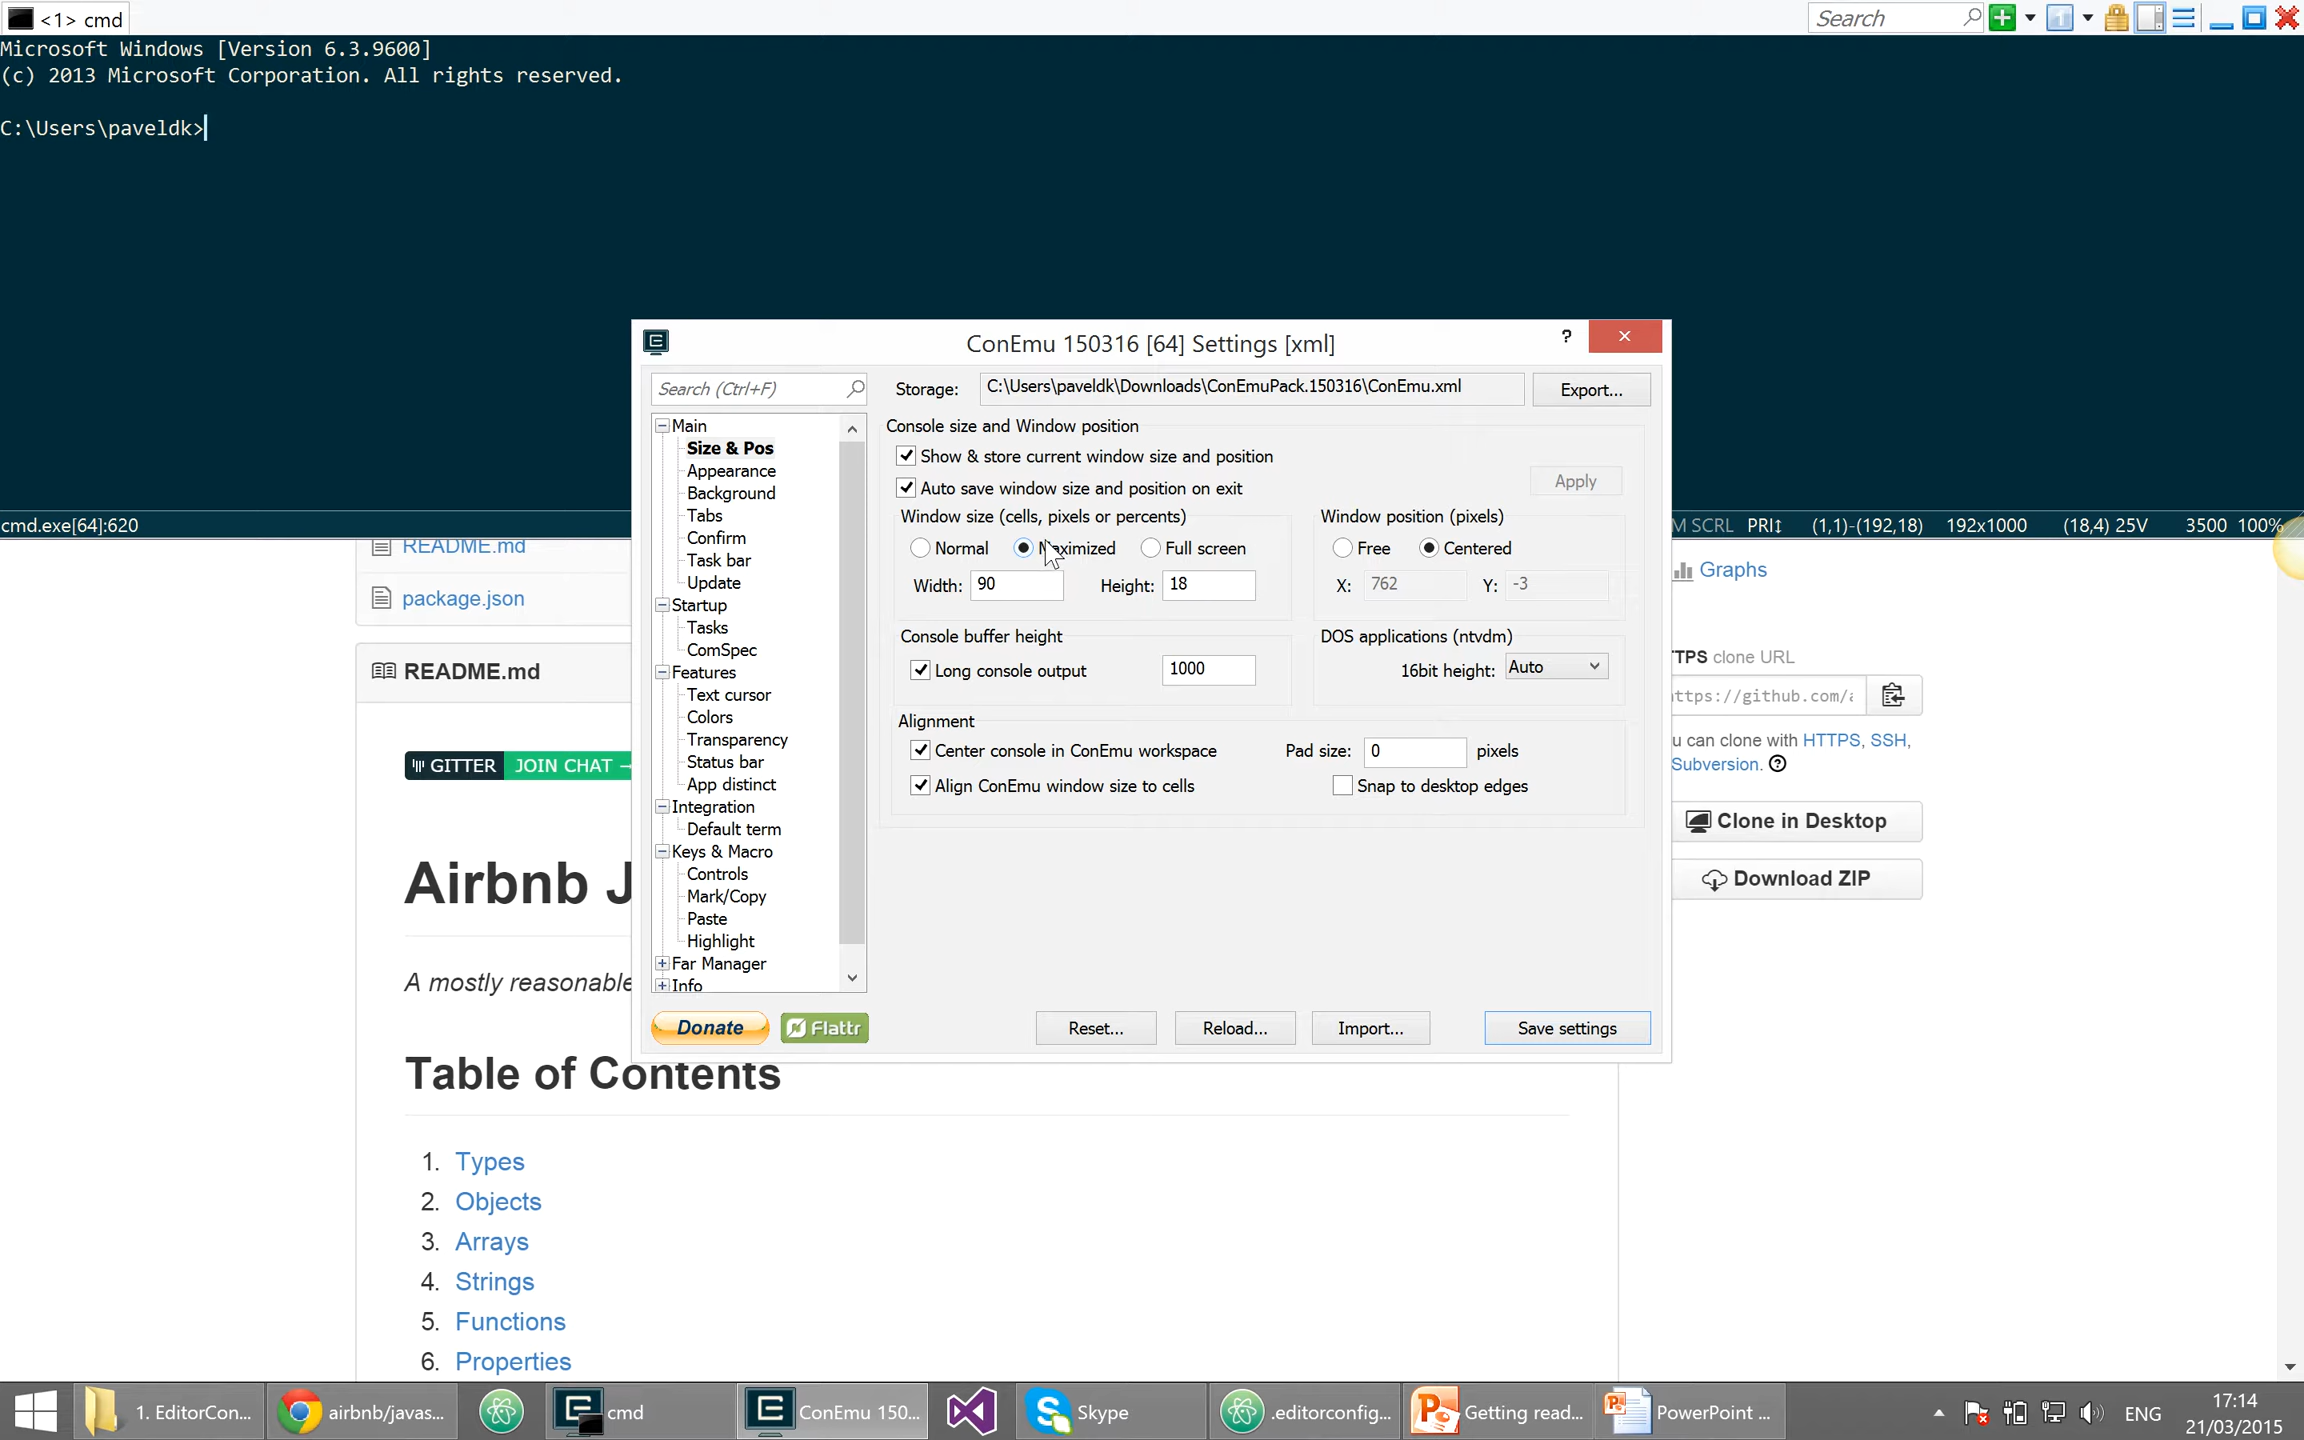 <1> cmd
Search
1
Microsoft Windows [Version 6.3.9600]
(c) 2013 Microsoft Corporation. All rights reserved.
C:\Users\paveldk>
cmd.exe[64]:620
SCRL PRI↕ (1,1)-(192,18) 192x1000 (18,4) 25V 3500 100%
ConEmu 150316 [64] Settings [xml]
?
Search (Ctrl+F)
Storage:
C:\Users\paveldk\Downloads\ConEmuPack.150316\ConEmu.xml
Export...
Main
Size & Pos
Appearance
Background
Tabs
Confirm
Task bar
Update
Startup
Tasks
ComSpec
Features
Text cursor
Colors
Transparency
Status bar
App distinct
Integration
Default term
Keys & Macro
Controls
Mark/Copy
Paste
Highlight
Far Manager
Info
Console size and Window position
Show & store current window size and position
Auto save window size and position on exit
Apply
Window size (cells, pixels or percents)
Normal Maximized Full screen
Width: 90 Height: 18
Window position (pixels)
Free Centered
X: 762 Y: -3
Console buffer height
Long console output 1000
DOS applications (ntvdm)
16bit height: Auto
Alignment
Center console in ConEmu workspace
Pad size: 0 pixels
Align ConEmu window size to cells
Snap to desktop edges
Donate
Flattr
Reset...
Reload...
Import...
Save settings
README.md
package.json
README.md
GITTER JOIN CHAT →
Airbnb J
A mostly reasonable
Table of Contents
1. Types
2. Objects
3. Arrays
4. Strings
5. Functions
6. Properties
Graphs
TPS clone URL
ttps://github.com/a
u can clone with HTTPS, SSH,
Subversion.
Clone in Desktop
Download ZIP
1. EditorCon...
airbnb/javas...
cmd
ConEmu 150...
Skype
.editorconfig...
Getting read...
PowerPoint ...
ENG
17:14
21/03/2015